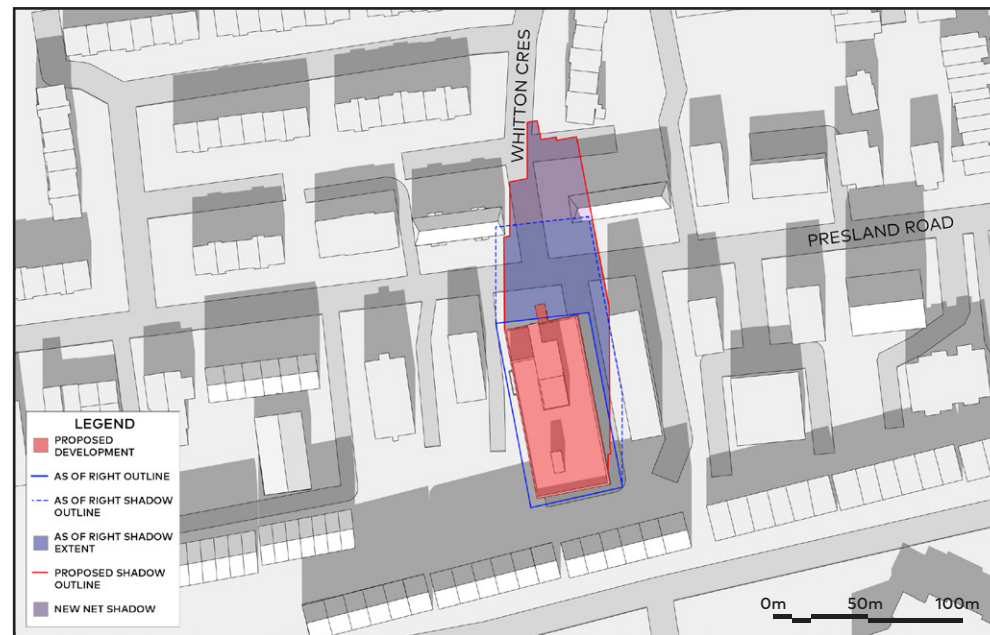 WHITTON CRES
PRESLAND ROAD
LEGEND
PROPOSED
DEVELOPMENT
AS OF RIGHT OUTLINE
AS OF RIGHT SHADOW
OUTLINE
AS OF RIGHT SHADOW
EXTENT
PROPOSED SHADOW
OUTLINE
NEW NET SHADOW
0m 50m 100m